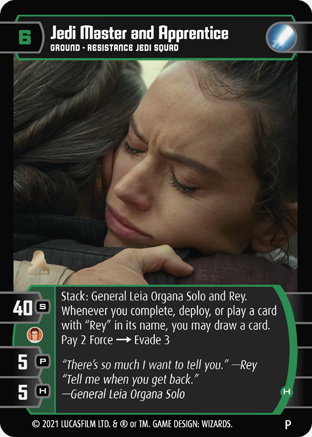 6
Jedi Master and Apprentice
GROUND - RESISTANCE JEDI SQUAD
40 S
Stack: General Leia Organa Solo and Rey.
Whenever you complete, deploy, or play a card
with “Rey” in its name, you may draw a card.
Pay 2 Force → Evade 3
5 P
“There's so much I want to tell you.” —Rey
“Tell me when you get back.”
5 H
—General Leia Organa Solo
H
© 2021 LUCASFILM LTD. & ® or TM. GAME DESIGN: WIZARDS.
P